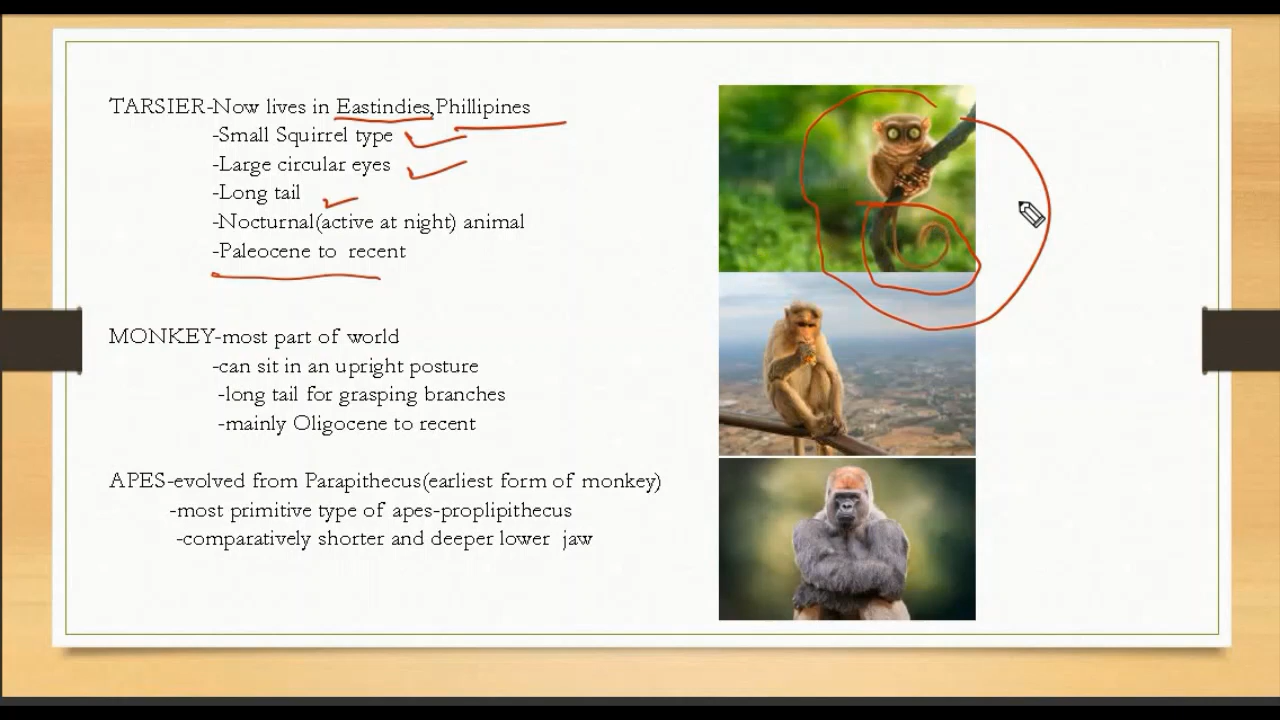 TARSIER-Now lives in Eastindies,Phillipines
-Small Squirrel type
-Large circular eyes
-Long tail
-Nocturnal(active at night) animal
-Paleocene to recent
MONKEY-most part of world
-can sit in an upright posture
-long tail for grasping branches
-mainly Oligocene to recent
APES-evolved from Parapithecus(earliest form of monkey)
-most primitive type of apes-proplipithecus
-comparatively shorter and deeper lower jaw